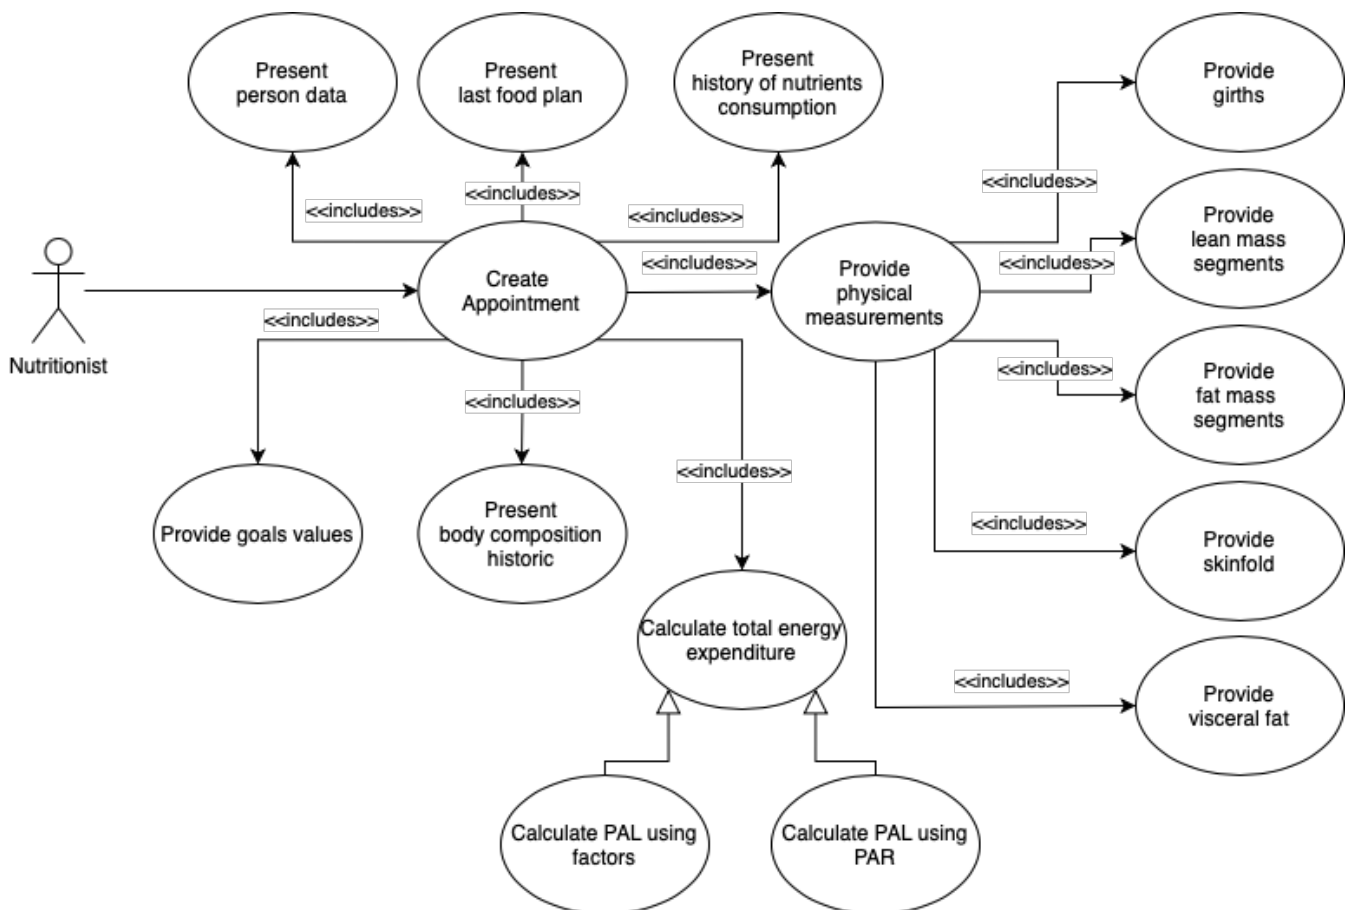 Present
person data
Present
last food plan
Present
history of nutrients
consumption
Provide
girths
<<includes>>
<<includes>>
<<includes>>
<<includes>>
<<includes>>
Provide
lean mass
segments
<<includes>>
<<includes>>
Create
Appointment
Provide
physical
measurements
Nutritionist
<<includes>>
<<includes>>
<<includes>>
Provide
fat mass
segments
<<includes>>
Provide goals values
Present
body composition
historic
<<includes>>
Provide
skinfold
Calculate total energy
expenditure
<<includes>>
Provide
visceral fat
Calculate PAL using
factors
Calculate PAL using
PAR